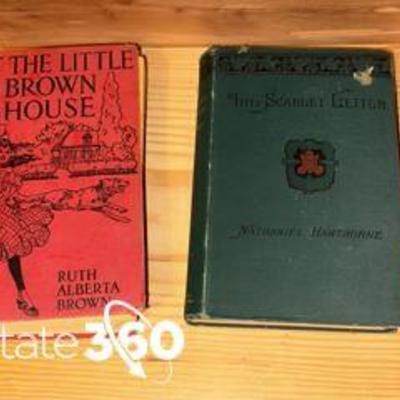 THE LITTLE
BROWN
HOUSE
RUTH
ALBERTA
BROWN
THE SCARLET LETTER
NATHANIEL HAWTHORNE
tate 360